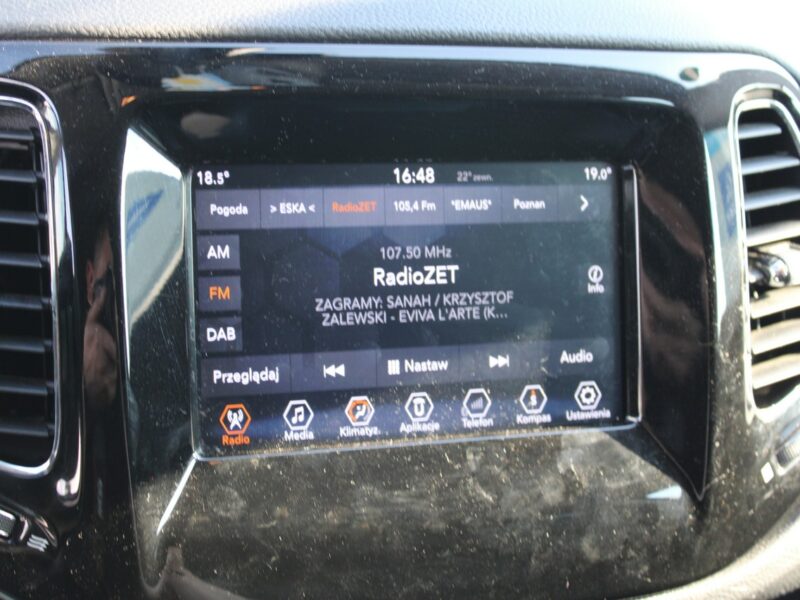 18.5° 16:48 22° zewn. 19.0°
Pogoda > ESKA < RadioZET 105,4 Fm *EMAUS* Poznan
AM
107.50 MHz
RadioZET
FM
Info
ZAGRAMY: SANAH / KRZYSZTOF
ZALEWSKI - EVIVA L'ARTE (K...
DAB
Przeglądaj Nastaw Audio
Radio Media Klimatyz. Aplikacje Telefon Kompas Ustawienia